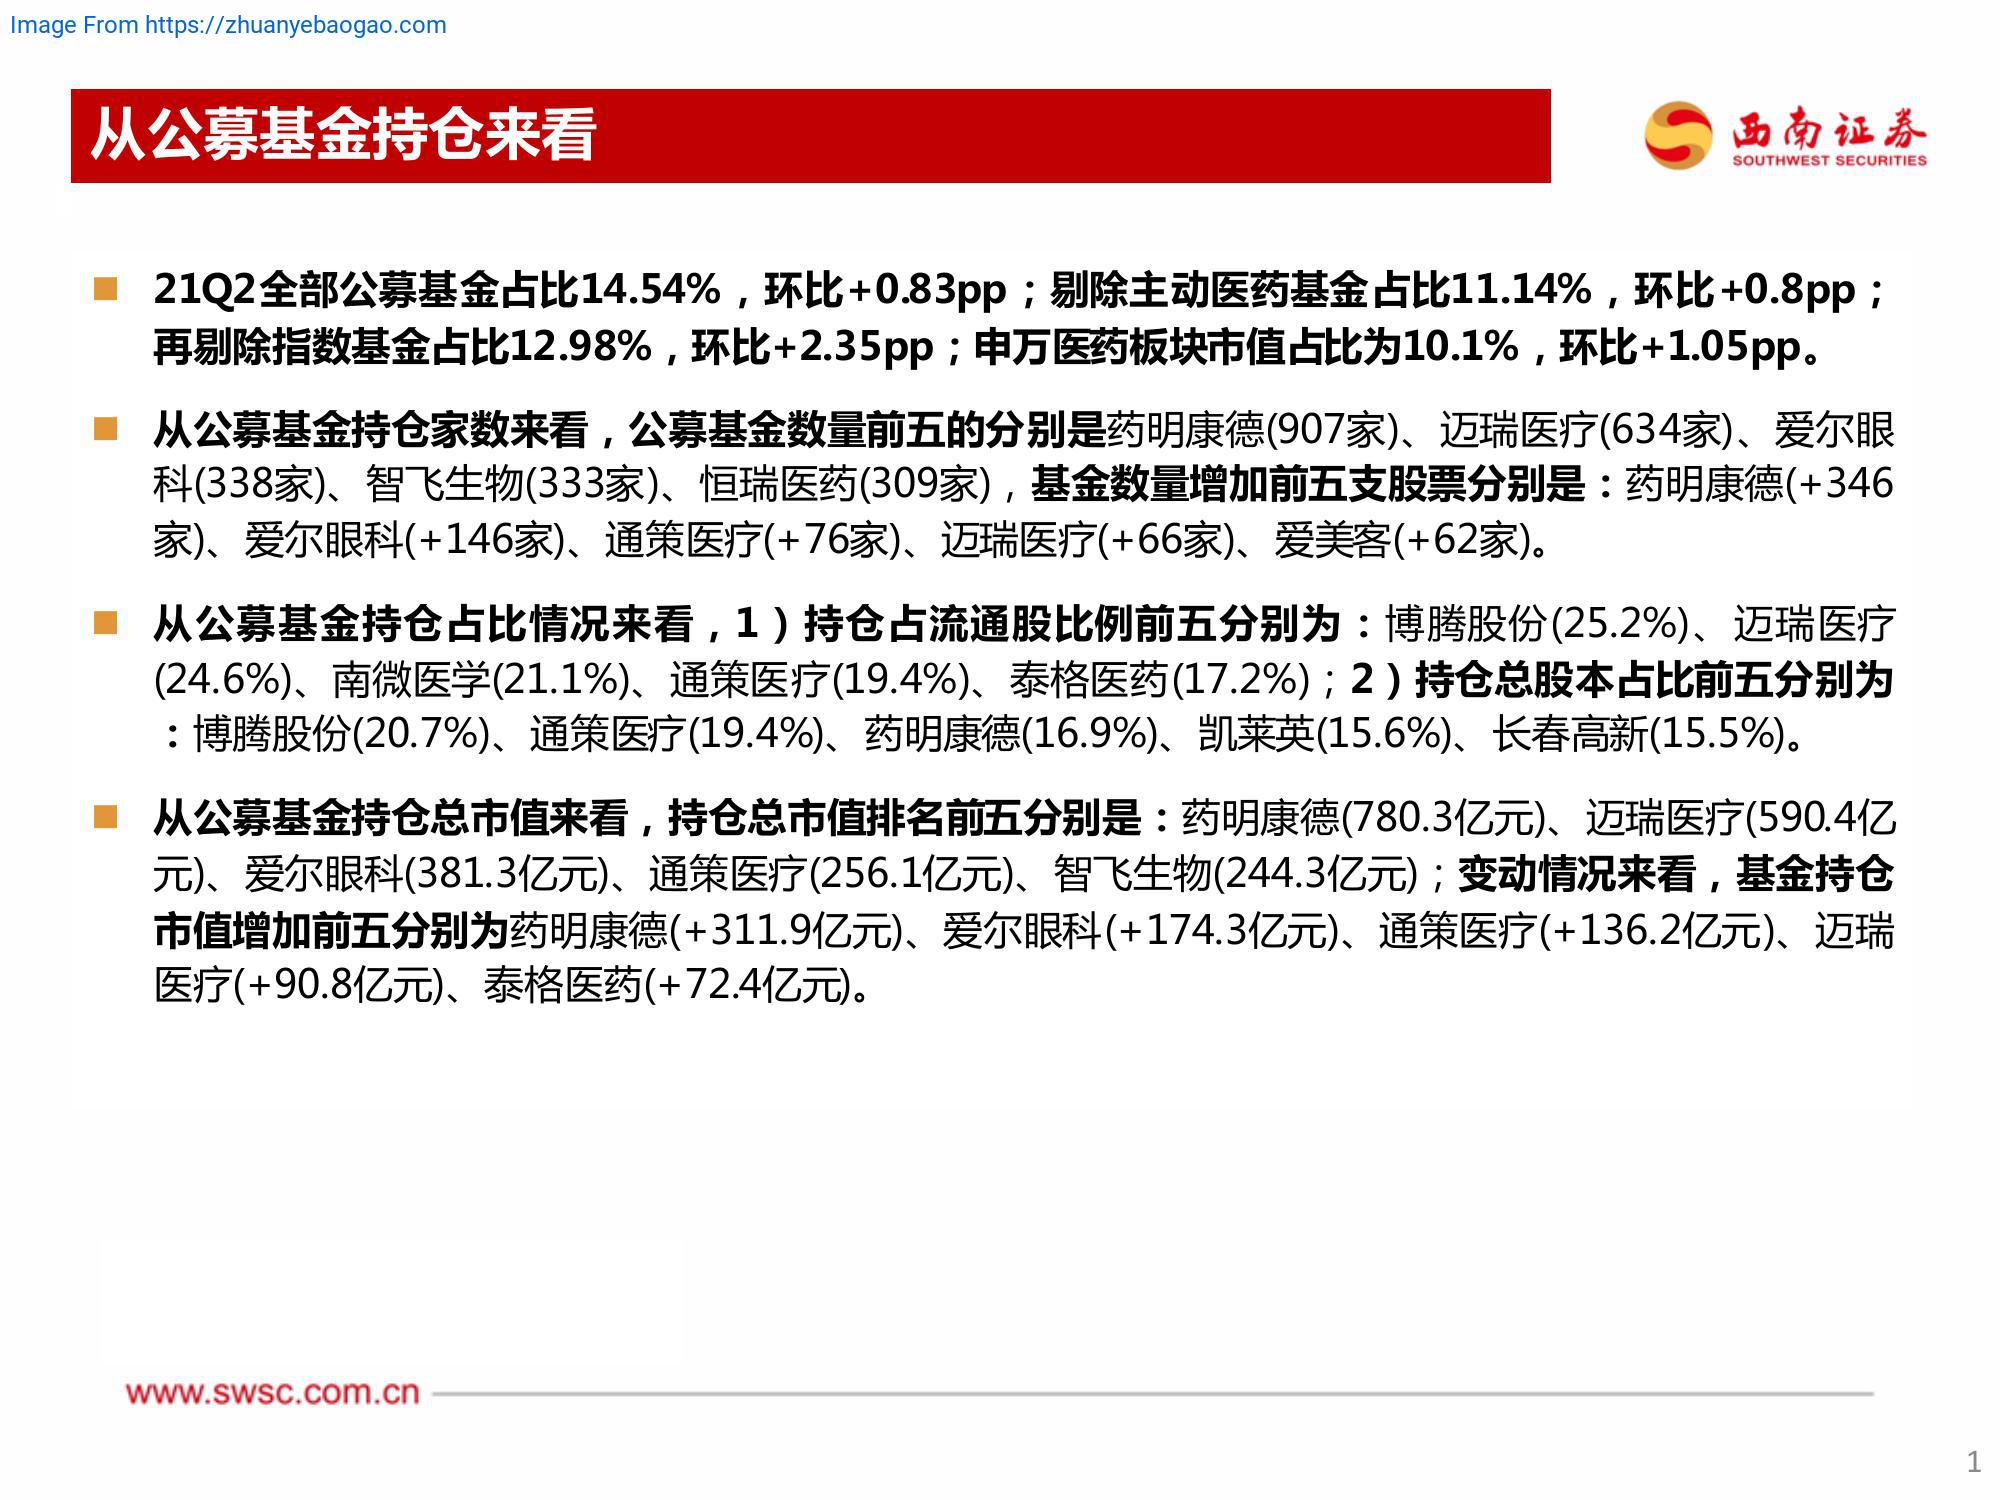 Image From https://zhuanyebaogao.com
从公募基金持仓来看
西南证券
SOUTHWEST SECURITIES
21Q2全部公募基金占比14.54%，环比+0.83pp；剔除主动医药基金占比11.14%，环比+0.8pp；
再剔除指数基金占比12.98%，环比+2.35pp；申万医药板块市值占比为10.1%，环比+1.05pp。
从公募基金持仓家数来看，公募基金数量前五的分别是药明康德(907家)、迈瑞医疗(634家)、爱尔眼
科(338家)、智飞生物(333家)、恒瑞医药(309家)，基金数量增加前五支股票分别是：药明康德(+346
家)、爱尔眼科(+146家)、通策医疗(+76家)、迈瑞医疗(+66家)、爱美客(+62家)。
从公募基金持仓占比情况来看，1）持仓占流通股比例前五分别为：博腾股份(25.2%)、迈瑞医疗
(24.6%)、南微医学(21.1%)、通策医疗(19.4%)、泰格医药(17.2%)；2）持仓总股本占比前五分别为
：博腾股份(20.7%)、通策医疗(19.4%)、药明康德(16.9%)、凯莱英(15.6%)、长春高新(15.5%)。
从公募基金持仓总市值来看，持仓总市值排名前五分别是：药明康德(780.3亿元)、迈瑞医疗(590.4亿
元)、爱尔眼科(381.3亿元)、通策医疗(256.1亿元)、智飞生物(244.3亿元)；变动情况来看，基金持仓
市值增加前五分别为药明康德(+311.9亿元)、爱尔眼科(+174.3亿元)、通策医疗(+136.2亿元)、迈瑞
医疗(+90.8亿元)、泰格医药(+72.4亿元)。
www.swsc.com.cn
1